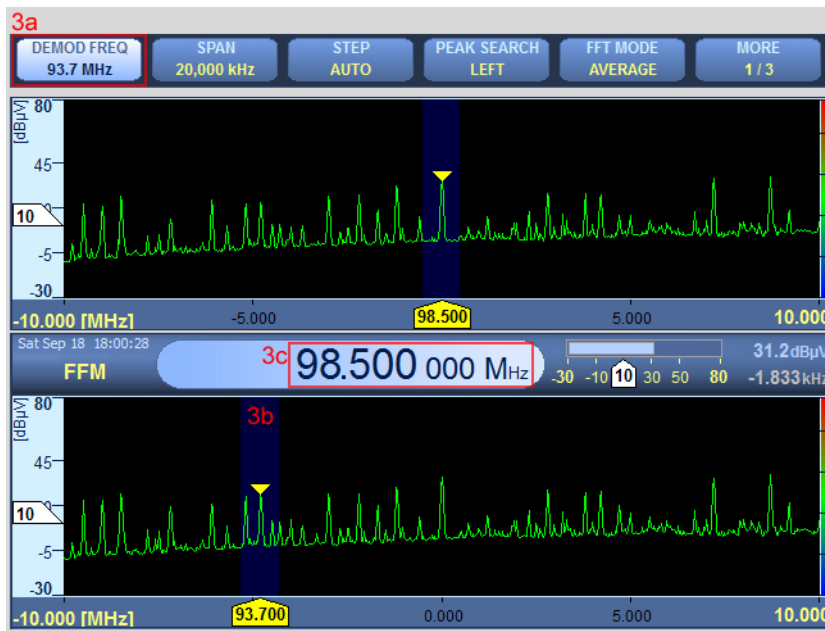 3a
DEMOD FREQ SPAN STEP PEAK SEARCH FFT MODE MORE
93.7 MHz 20,000 kHz AUTO LEFT AVERAGE 1 / 3
[dBµV]
80
45
10
-5
-30
-10.000 [MHz] -5.000 98.500 5.000 10.000
Sat Sep 18 18:00:28
FFM
3c 98.500 000 MHz
-30 -10 10 30 50 80
31.2dBµV
-1.833kHz
3b
[dBµV]
80
45
10
-5
-30
-10.000 [MHz] 93.700 0.000 5.000 10.000